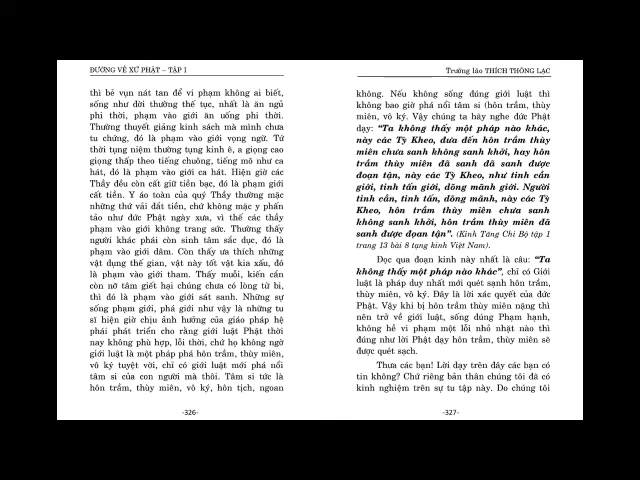 ĐƯỜNG VỀ XỨ PHẬT – TẬP I
thì bẻ vụn nát tan để vi phạm không ai biết,
sống như đời thường thế tục, nhất là ăn ngủ
phi thời, phạm vào giới ăn uống phi thời.
Thường thuyết giảng kinh sách mà mình chưa
tu chứng, đó là phạm vào giới vọng ngữ. Từ
thời tụng niệm thường tụng kinh ê, a giọng cao
giọng thấp theo tiếng chuông, tiếng mõ như ca
hát, đó là phạm vào giới ca hát. Hiện giờ các
Thầy đều còn cất giữ tiền bạc, đó là phạm giới
cất tiền. Y áo toàn của quý Thầy thường mặc
những thứ vải đắt tiền, chứ không mặc y phấn
tảo như đức Phật ngày xưa, vì thế các thầy
phạm vào giới không trang sức. Thường thấy
người khác phái còn sinh tâm sắc dục, đó là
phạm vào giới dâm. Còn thấy ưa thích những
vật dụng thế gian, vật này tốt vật kia xấu, đó
là phạm vào giới tham. Thấy muỗi, kiến cắn
còn nỡ tâm giết hại chúng chưa có lòng từ bi,
thì đó là phạm vào giới sát sanh. Những sự
sống phạm giới, phá giới như vậy là những tu
sĩ hiện giờ chịu ảnh hưởng của giáo pháp hệ
phái phát triển cho rằng giới luật Phật thời
nay không phù hợp, lỗi thời, chứ họ không ngờ
giới luật là một pháp phá hôn trầm, thùy miên,
vô ký tuyệt vời, chỉ có giới luật mới phá nổi
tâm si của con người mà thôi. Tâm si tức là
hôn trầm, thùy miên, vô ký, hôn tịch, ngoan
-326-
Trưởng lão THÍCH THÔNG LẠC
không. Nếu không sống đúng giới luật thì
không bao giờ phá nổi tâm si (hôn trầm, thùy
miên, vô ký. Vậy chúng ta hãy nghe đức Phật
dạy: “Ta không thấy một pháp nào khác,
này các Tỳ Kheo, đưa đến hôn trầm thùy
miên chưa sanh không sanh khởi, hay hôn
trầm thùy miên đã sanh đã sanh được
đoạn tận, này các Tỳ Kheo, như tinh cần
giới, tinh tấn giới, dõng mãnh giới. Người
tinh cần, tinh tấn, dõng mãnh, này các Tỳ
Kheo, hôn trầm thùy miên chưa sanh
không sanh khởi, hôn trầm thùy miên đã
sanh được đoạn tận”. (Kinh Tăng Chi Bộ tập 1
trang 13 bài 8 tạng kinh Việt Nam).
Đọc qua đoạn kinh này nhất là câu: “Ta
không thấy một pháp nào khác”, chỉ có Giới
luật là pháp duy nhất mới quét sạnh hôn trầm,
thùy miên, vô ký. Đây là lời xác quyết của đức
Phật. Vậy khi bị hôn trầm thùy miên nặng thì
nên trở về giới luật, sống đúng Phạm hạnh,
không hề vi phạm một lỗi nhỏ nhặt nào thì
đúng như lời Phật dạy hôn trầm, thùy miên sẽ
được quét sạch.
Thưa các bạn! Lời dạy trên đây các bạn có
tin không? Chứ riêng bản thân chúng tôi đã có
kinh nghiệm trên sự tu tập này. Do chúng tôi
-327-